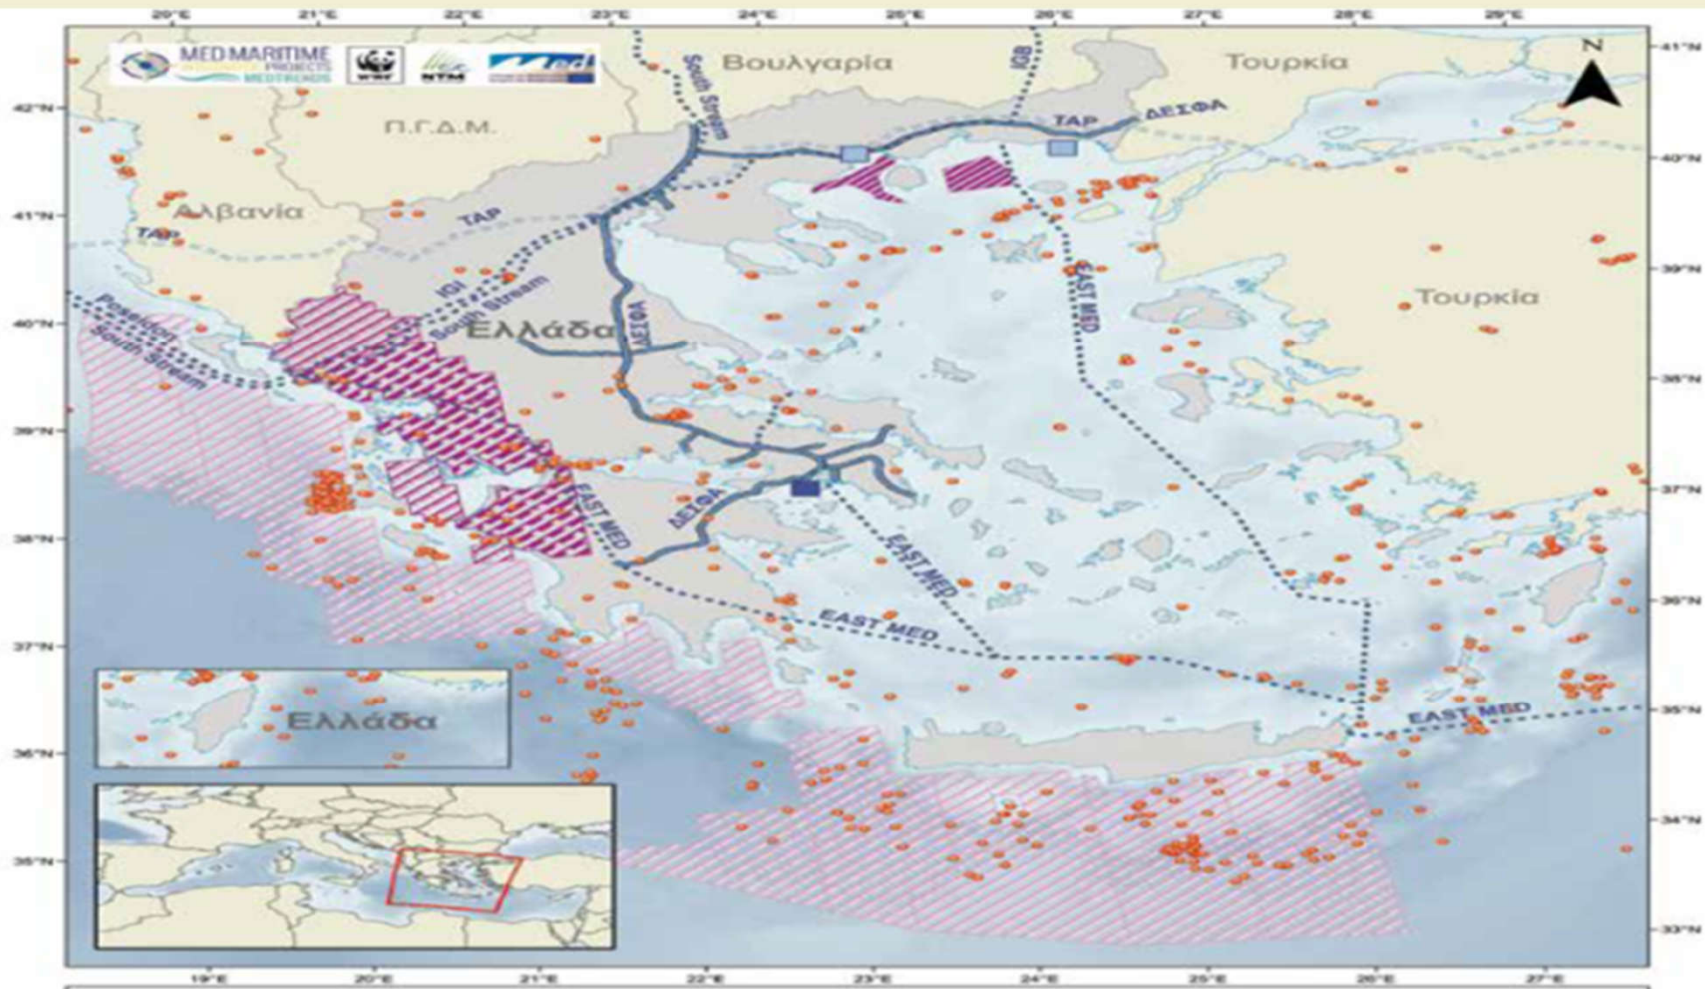 20°E 21°E 22°E 23°E 24°E 25°E 26°E 27°E 28°E 29°E
MED MARITIME
PROJECTS
MEDTRENDS
WWF
NTM
Med
Βουλγαρία
Τουρκία
IGB
South Stream
41°N
42°N
Π.Γ.Δ.Μ.
TAP
ΔΕΣΦΑ
N
40°N
Αλβανία
41°N
TAP
TAP
39°N
IGI
South Stream
Ελλάδα
ΔΕΣΦΑ
EAST MED
Τουρκία
40°N
Poseidon
South Stream
38°N
39°N
37°N
ΔΕΣΦΑ
EAST MED
38°N
EAST MED
36°N
EAST MED
37°N
Ελλάδα
EAST MED
35°N
36°N
34°N
35°N
33°N
19°E 20°E 21°E 22°E 23°E 24°E 25°E 26°E 27°E